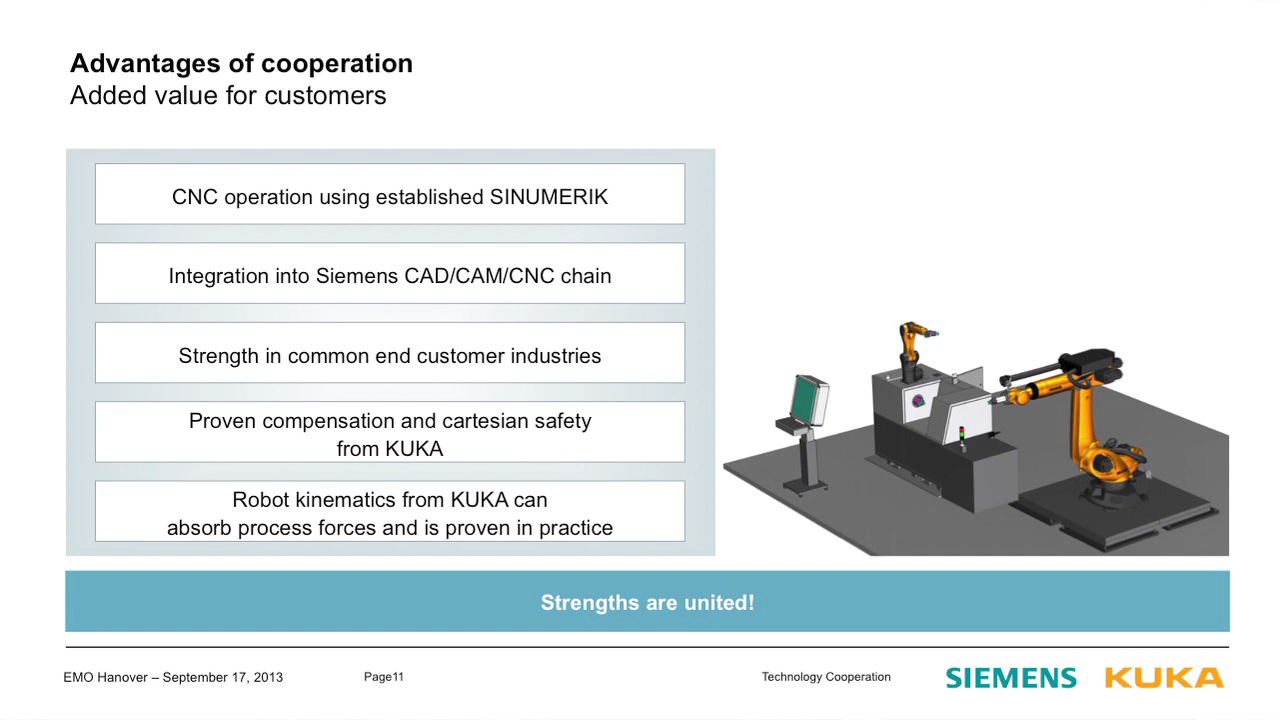 Advantages of cooperation
Added value for customers
CNC operation using established SINUMERIK
Integration into Siemens CAD/CAM/CNC chain
Strength in common end customer industries
Proven compensation and cartesian safety
from KUKA
Robot kinematics from KUKA can
absorb process forces and is proven in practice
Strengths are united!
EMO Hanover – September 17, 2013
Page11
Technology Cooperation
SIEMENS
KUKA